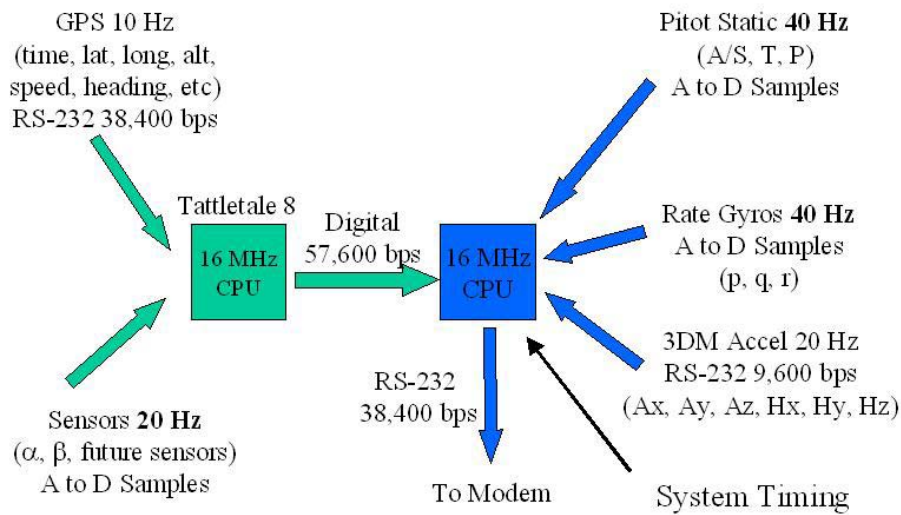 GPS 10 Hz
(time, lat, long, alt,
speed, heading, etc)
RS-232 38,400 bps
Pitot Static 40 Hz
(A/S, T, P)
A to D Samples
Tattletale 8
16 MHz
CPU
Digital
57,600 bps
16 MHz
CPU
Rate Gyros 40 Hz
A to D Samples
(p, q, r)
3DM Accel 20 Hz
RS-232 9,600 bps
(Ax, Ay, Az, Hx, Hy, Hz)
RS-232
38,400 bps
Sensors 20 Hz
(α, β, future sensors)
A to D Samples
To Modem
System Timing